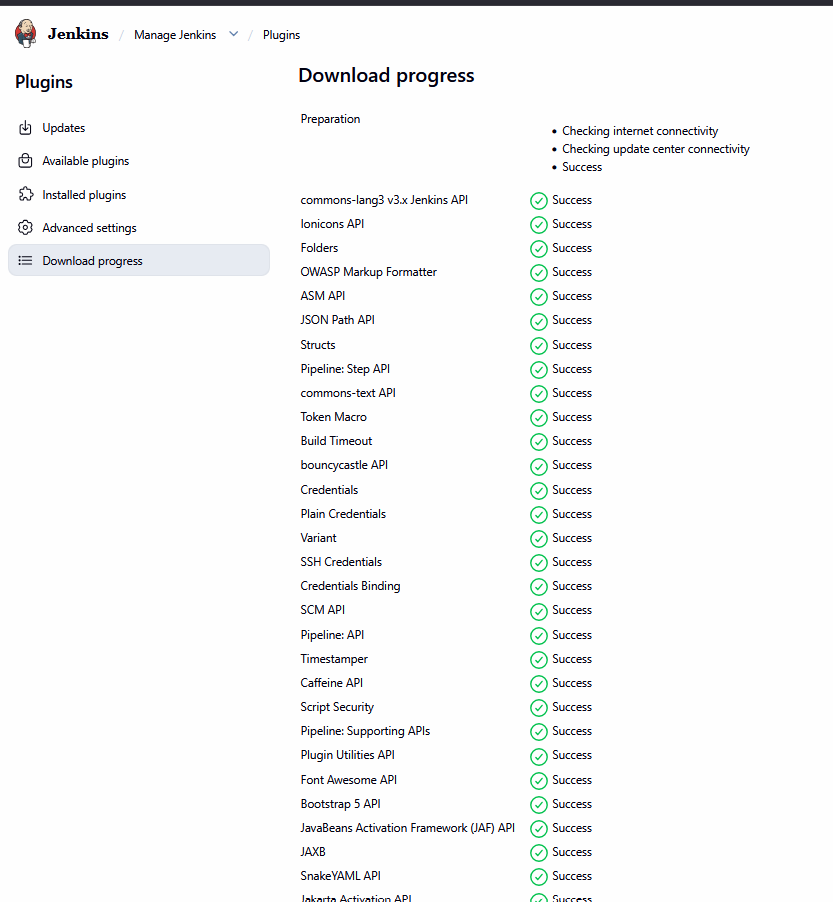 Jenkins / Manage Jenkins / Plugins
Plugins
Updates
Available plugins
Installed plugins
Advanced settings
Download progress
Download progress
Preparation
• Checking internet connectivity
• Checking update center connectivity
• Success
commons-lang3 v3.x Jenkins API Success
Ionicons API Success
Folders Success
OWASP Markup Formatter Success
ASM API Success
JSON Path API Success
Structs Success
Pipeline: Step API Success
commons-text API Success
Token Macro Success
Build Timeout Success
bouncycastle API Success
Credentials Success
Plain Credentials Success
Variant Success
SSH Credentials Success
Credentials Binding Success
SCM API Success
Pipeline: API Success
Timestamper Success
Caffeine API Success
Script Security Success
Pipeline: Supporting APIs Success
Plugin Utilities API Success
Font Awesome API Success
Bootstrap 5 API Success
JavaBeans Activation Framework (JAF) API Success
JAXB Success
SnakeYAML API Success
Jakarta Activation API Success